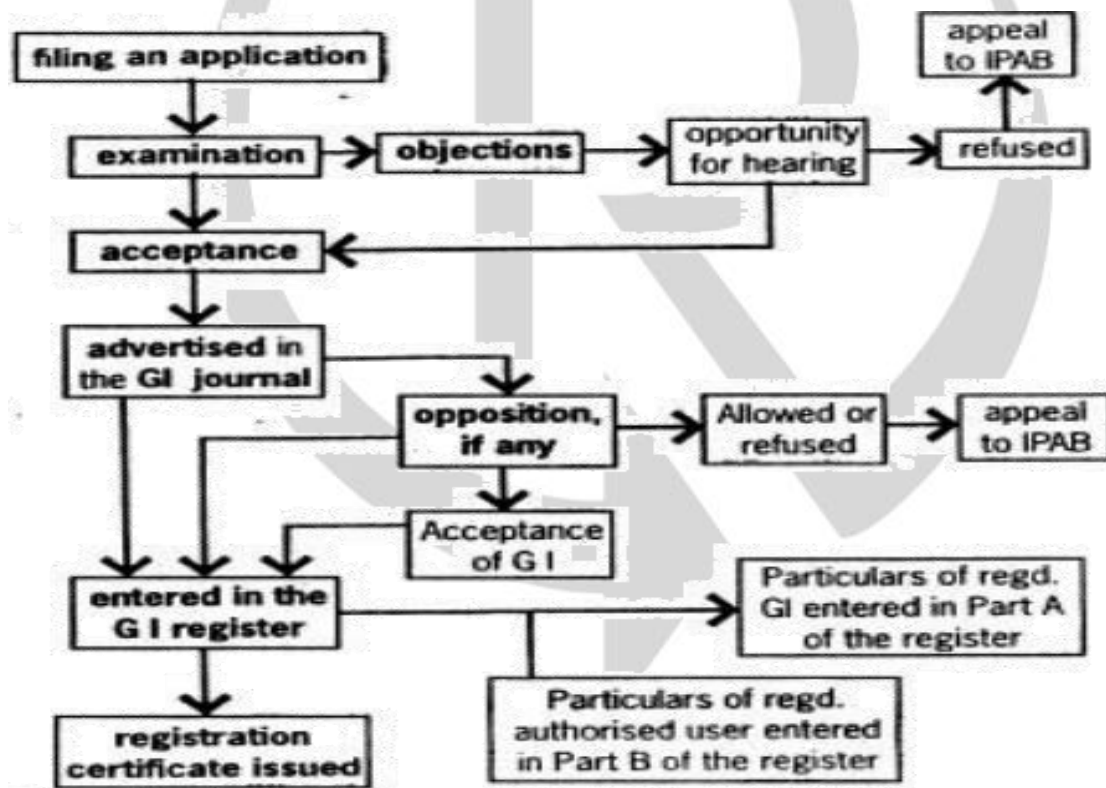 filing an application
appeal
to IPAB
examination
objections
opportunity
for hearing
refused
acceptance
advertised in
the GI journal
opposition,
if any
Allowed or
refused
appeal
to IPAB
Acceptance
of G I
entered in the
G I register
Particulars of regd.
GI entered in Part A
of the register
Particulars of regd.
authorised user entered
in Part B of the register
registration
certificate issued